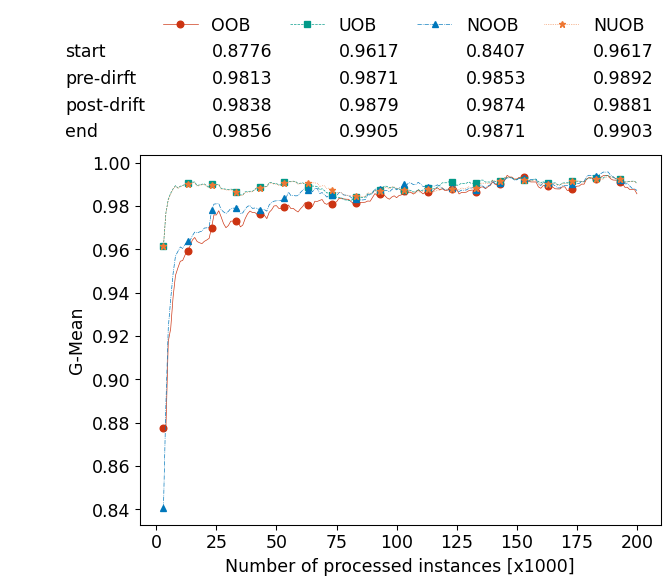 OOB UOB NOOB NUOB
start 0.8776 0.9617 0.8407 0.9617
pre-dirft 0.9813 0.9871 0.9853 0.9892
post-drift 0.9838 0.9879 0.9874 0.9881
end 0.9856 0.9905 0.9871 0.9903
1.00
0.98
0.96
0.94
0.92
0.90
0.88
0.86
0.84
G-Mean
0 25 50 75 100 125 150 175 200
Number of processed instances [x1000]